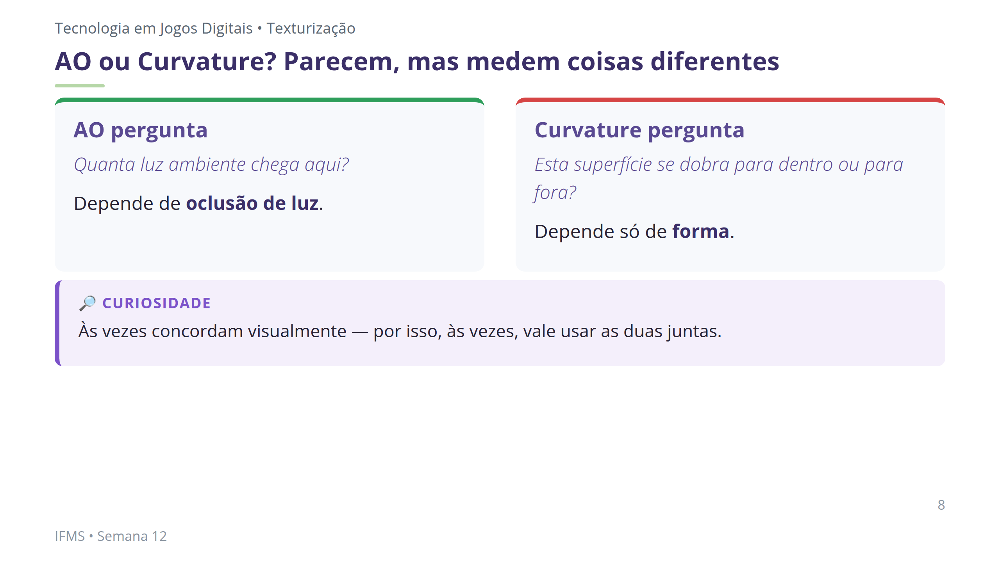 Tecnologia em Jogos Digitais • Texturização
AO ou Curvature? Parecem, mas medem coisas diferentes
AO pergunta
Quanta luz ambiente chega aqui?
Depende de oclusão de luz.
Curvature pergunta
Esta superfície se dobra para dentro ou para
fora?
Depende só de forma.
🔎 CURIOSIDADE
Às vezes concordam visualmente — por isso, às vezes, vale usar as duas juntas.
8
IFMS • Semana 12